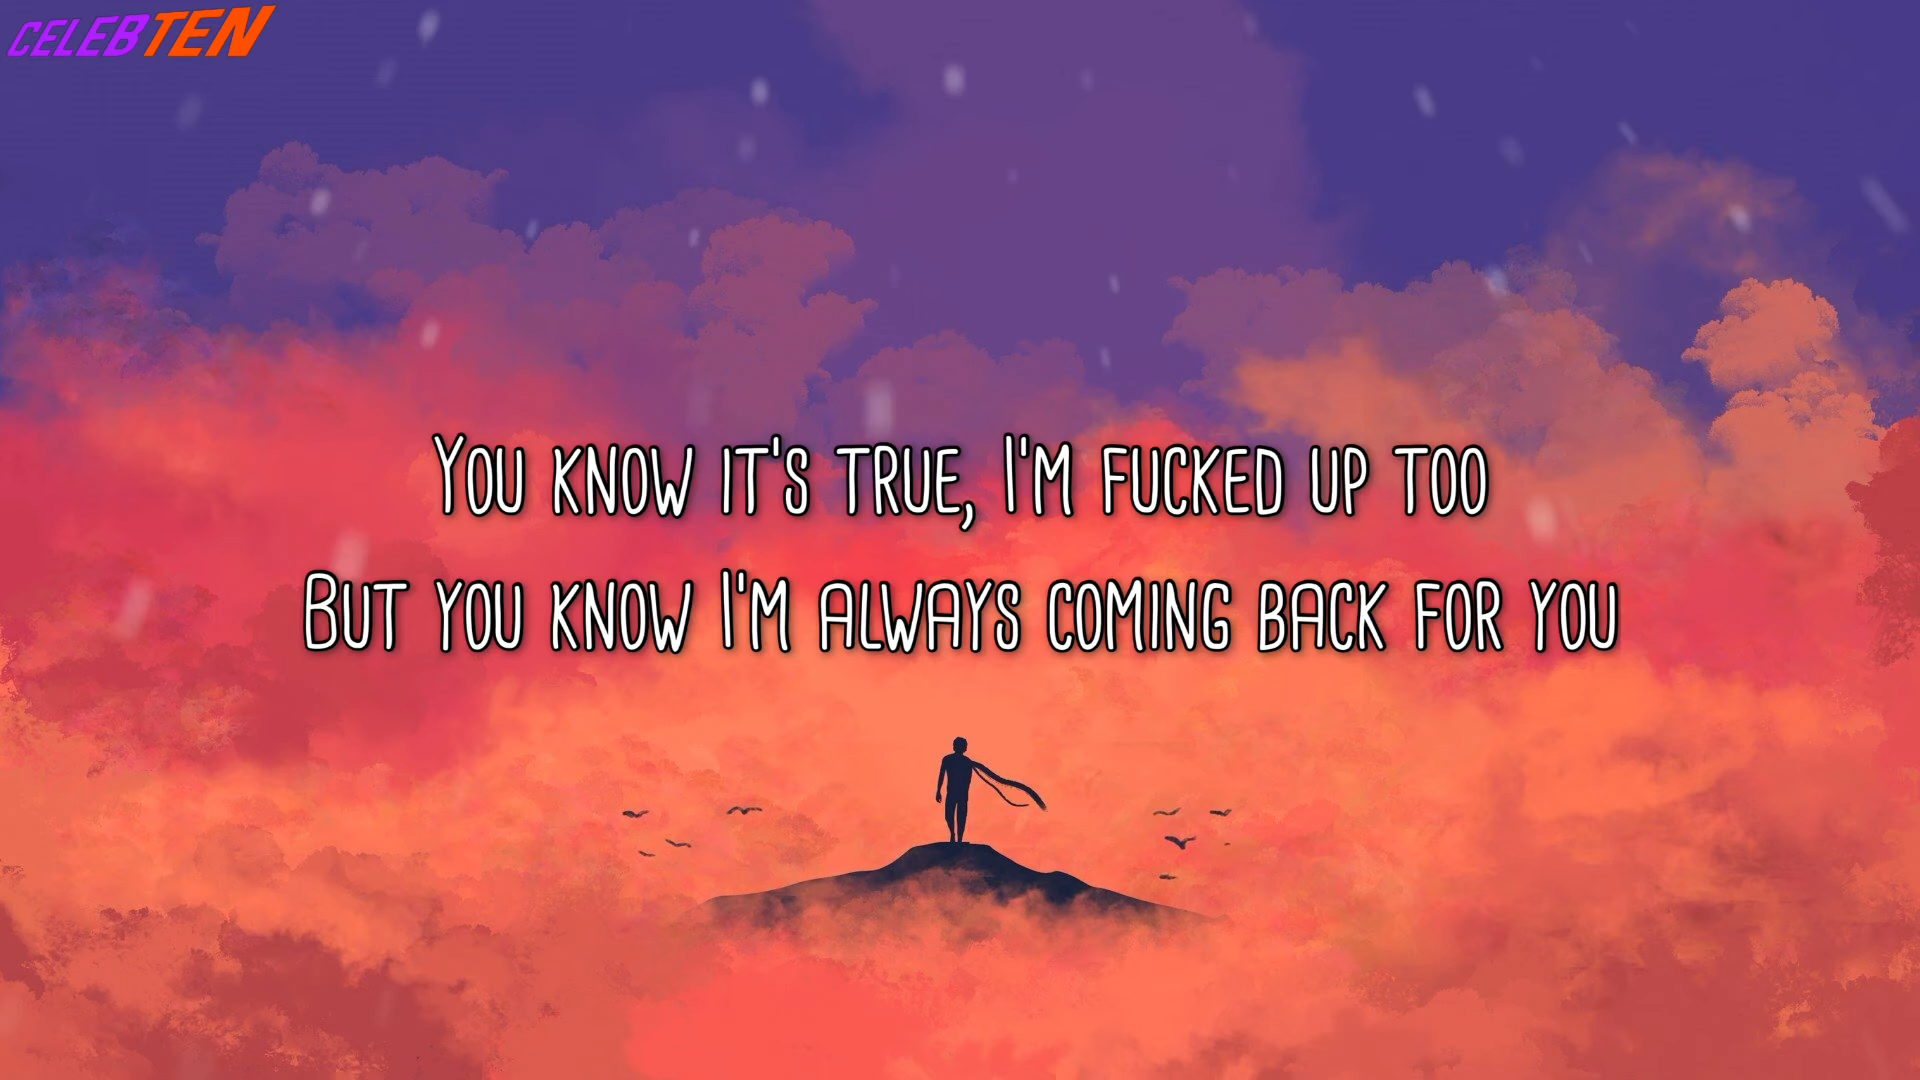 CELEBTEN
You know it's true, I'm fucked up too
But you know I'm always coming back for you